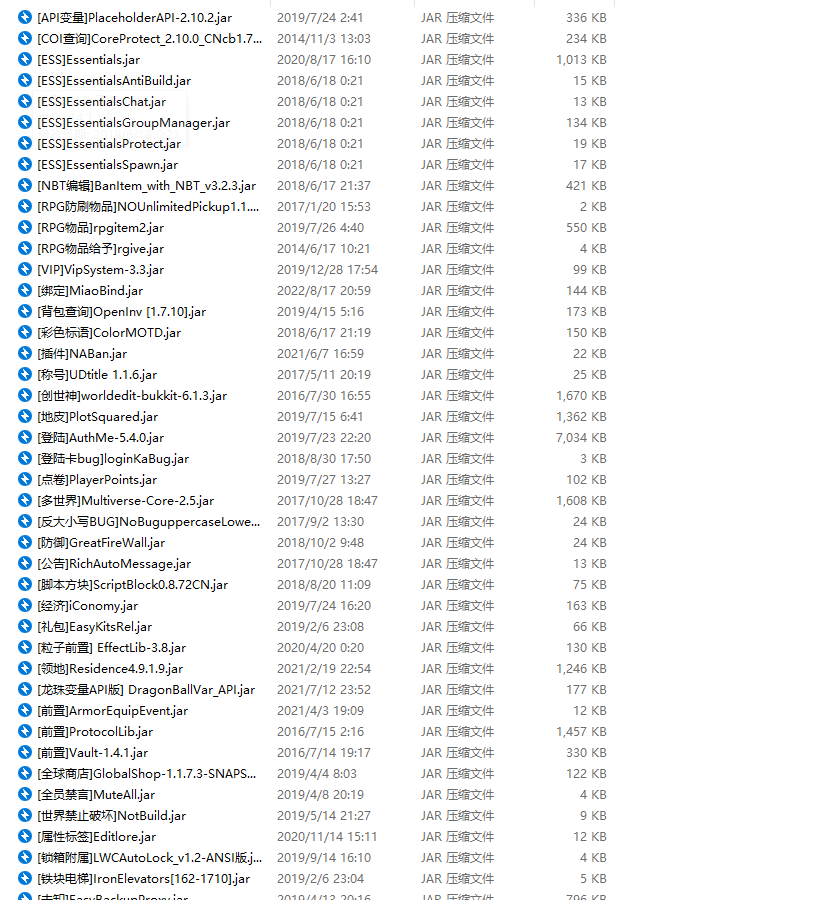 [API变量]PlaceholderAPI-2.10.2.jar 2019/7/24 2:41 JAR 压缩文件 336 KB
[COI查询]CoreProtect_2.10.0_CNcb1.7... 2014/11/3 13:03 JAR 压缩文件 234 KB
[ESS]Essentials.jar 2020/8/17 16:10 JAR 压缩文件 1,013 KB
[ESS]EssentialsAntiBuild.jar 2018/6/18 0:21 JAR 压缩文件 15 KB
[ESS]EssentialsChat.jar 2018/6/18 0:21 JAR 压缩文件 13 KB
[ESS]EssentialsGroupManager.jar 2018/6/18 0:21 JAR 压缩文件 134 KB
[ESS]EssentialsProtect.jar 2018/6/18 0:21 JAR 压缩文件 19 KB
[ESS]EssentialsSpawn.jar 2018/6/18 0:21 JAR 压缩文件 17 KB
[NBT编辑]BanItem_with_NBT_v3.2.3.jar 2018/6/17 21:37 JAR 压缩文件 421 KB
[RPG防刷物品]NOUnlimitedPickup1.1.... 2017/1/20 15:53 JAR 压缩文件 2 KB
[RPG物品]rpgitem2.jar 2019/7/26 4:40 JAR 压缩文件 550 KB
[RPG物品给予]rgive.jar 2014/6/17 10:21 JAR 压缩文件 4 KB
[VIP]VipSystem-3.3.jar 2019/12/28 17:54 JAR 压缩文件 99 KB
[绑定]MiaoBind.jar 2022/8/17 20:59 JAR 压缩文件 144 KB
[背包查询]OpenInv [1.7.10].jar 2019/4/15 5:16 JAR 压缩文件 173 KB
[彩色标语]ColorMOTD.jar 2018/6/17 21:19 JAR 压缩文件 150 KB
[插件]NABan.jar 2021/6/7 16:59 JAR 压缩文件 22 KB
[称号]UDtitle 1.1.6.jar 2017/5/11 20:19 JAR 压缩文件 25 KB
[创世神]worldedit-bukkit-6.1.3.jar 2016/7/30 16:55 JAR 压缩文件 1,670 KB
[地皮]PlotSquared.jar 2019/7/15 6:41 JAR 压缩文件 1,362 KB
[登陆]AuthMe-5.4.0.jar 2019/7/23 22:20 JAR 压缩文件 7,034 KB
[登陆卡bug]loginKaBug.jar 2018/8/30 17:50 JAR 压缩文件 3 KB
[点卷]PlayerPoints.jar 2019/7/27 13:27 JAR 压缩文件 102 KB
[多世界]Multiverse-Core-2.5.jar 2017/10/28 18:47 JAR 压缩文件 1,608 KB
[反大小写BUG]NoBuguppercaseLowe... 2017/9/2 13:30 JAR 压缩文件 24 KB
[防御]GreatFireWall.jar 2018/10/2 9:48 JAR 压缩文件 24 KB
[公告]RichAutoMessage.jar 2017/10/28 18:47 JAR 压缩文件 13 KB
[脚本方块]ScriptBlock0.8.72CN.jar 2018/8/20 11:09 JAR 压缩文件 75 KB
[经济]iConomy.jar 2019/7/24 16:20 JAR 压缩文件 163 KB
[礼包]EasyKitsRel.jar 2019/2/6 23:08 JAR 压缩文件 66 KB
[粒子前置] EffectLib-3.8.jar 2020/4/20 0:20 JAR 压缩文件 130 KB
[领地]Residence4.9.1.9.jar 2021/2/19 22:54 JAR 压缩文件 1,246 KB
[龙珠变量API版] DragonBallVar_API.jar 2021/7/12 23:52 JAR 压缩文件 177 KB
[前置]ArmorEquipEvent.jar 2021/4/3 19:09 JAR 压缩文件 12 KB
[前置]ProtocolLib.jar 2016/7/15 2:16 JAR 压缩文件 1,457 KB
[前置]Vault-1.4.1.jar 2016/7/14 19:17 JAR 压缩文件 330 KB
[全球商店]GlobalShop-1.1.7.3-SNAPS... 2019/4/4 8:03 JAR 压缩文件 122 KB
[全员禁言]MuteAll.jar 2019/4/8 20:19 JAR 压缩文件 4 KB
[世界禁止破坏]NotBuild.jar 2019/5/14 21:27 JAR 压缩文件 9 KB
[属性标签]Editlore.jar 2020/11/14 15:11 JAR 压缩文件 12 KB
[锁箱附属]LWCAutoLock_v1.2-ANSI版.j... 2019/9/14 16:10 JAR 压缩文件 4 KB
[铁块电梯]IronElevators[162-1710].jar 2019/2/6 23:04 JAR 压缩文件 5 KB
[未知]EasyBackupProxy.jar 2019/4/13 20:16 JAR 压缩文件 796 KB